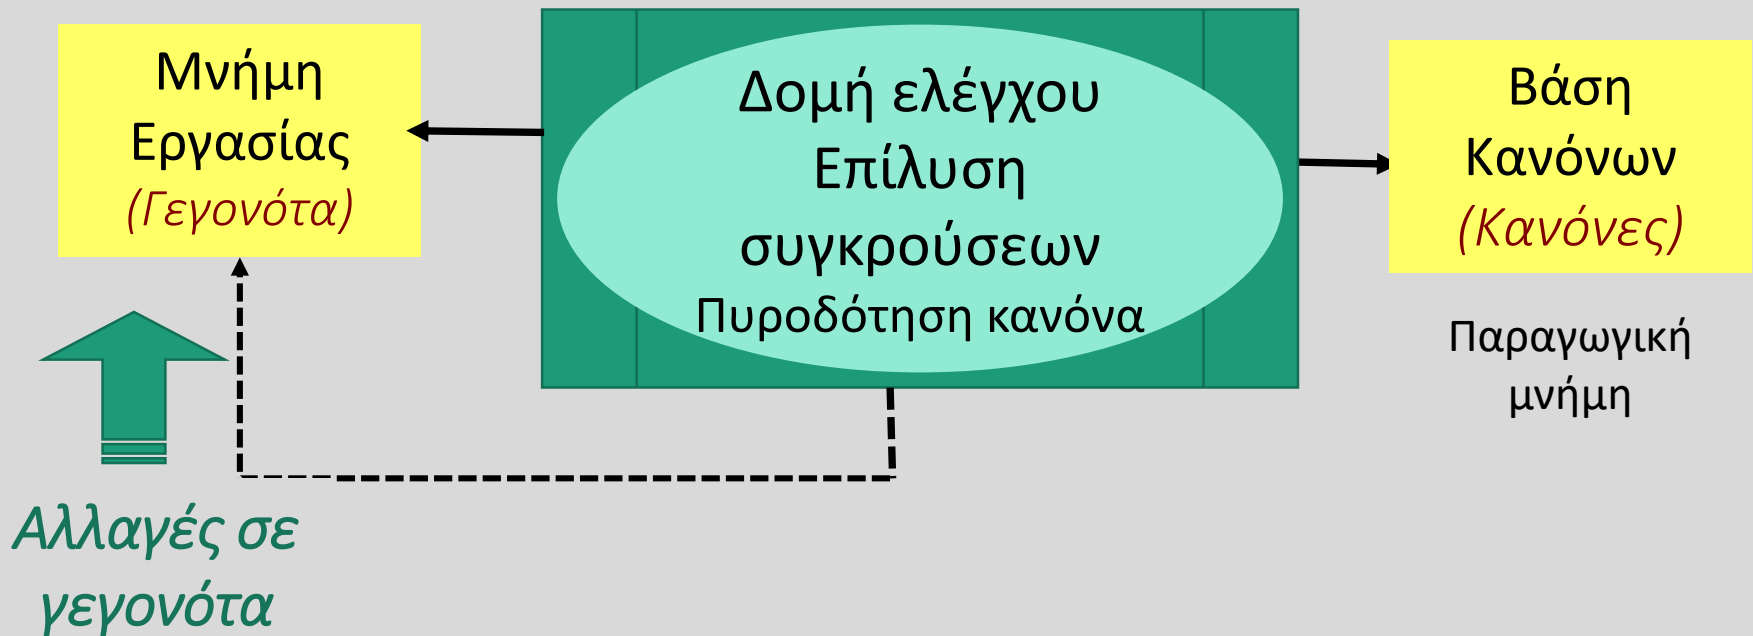 Μνήμη
Εργασίας
(Γεγονότα)
Δομή ελέγχου
Επίλυση
συγκρούσεων
Πυροδότηση κανόνα
Βάση
Κανόνων
(Κανόνες)
Παραγωγική
μνήμη
Αλλαγές σε
γεγονότα